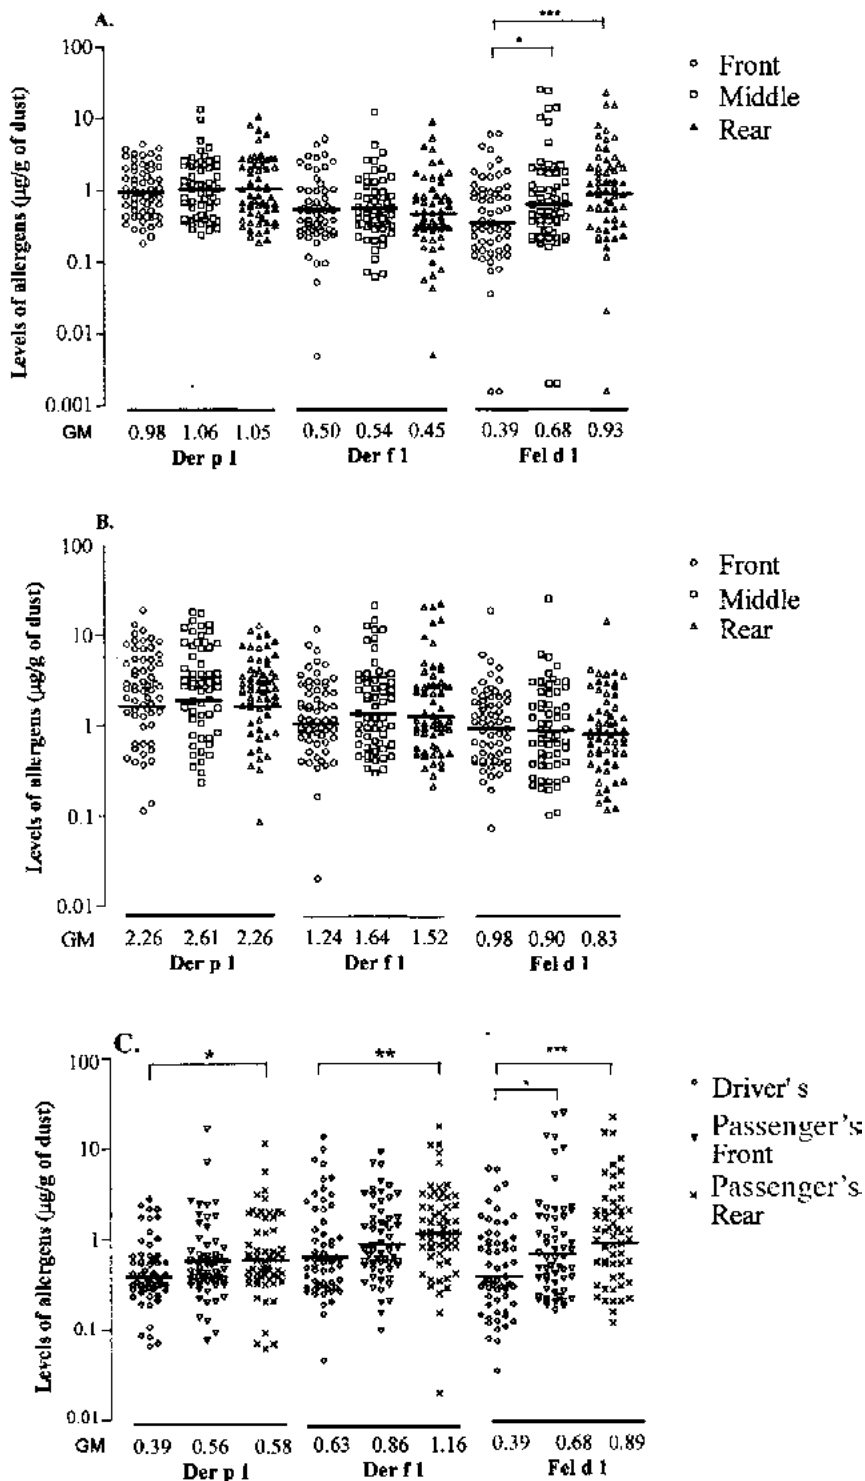 A.
***
*
100
10
1
0.1
0.01
0.001
Levels of allergens (µg/g of dust)
Front
Middle
Rear
GM 0.98 1.06 1.05 0.50 0.54 0.45 0.39 0.68 0.93
Der p 1 Der f 1 Fel d 1
B.
100
10
1
0.1
0.01
Levels of allergens (µg/g of dust)
Front
Middle
Rear
GM 2.26 2.61 2.26 1.24 1.64 1.52 0.98 0.90 0.83
Der p 1 Der f 1 Fel d 1
C.
* ** ***
*
100
10
1
0.1
0.01
Levels of allergens (µg/g of dust)
Driver's
Passenger's
Front
Passenger's
Rear
GM 0.39 0.56 0.58 0.63 0.86 1.16 0.39 0.68 0.89
Der p 1 Der f 1 Fel d 1